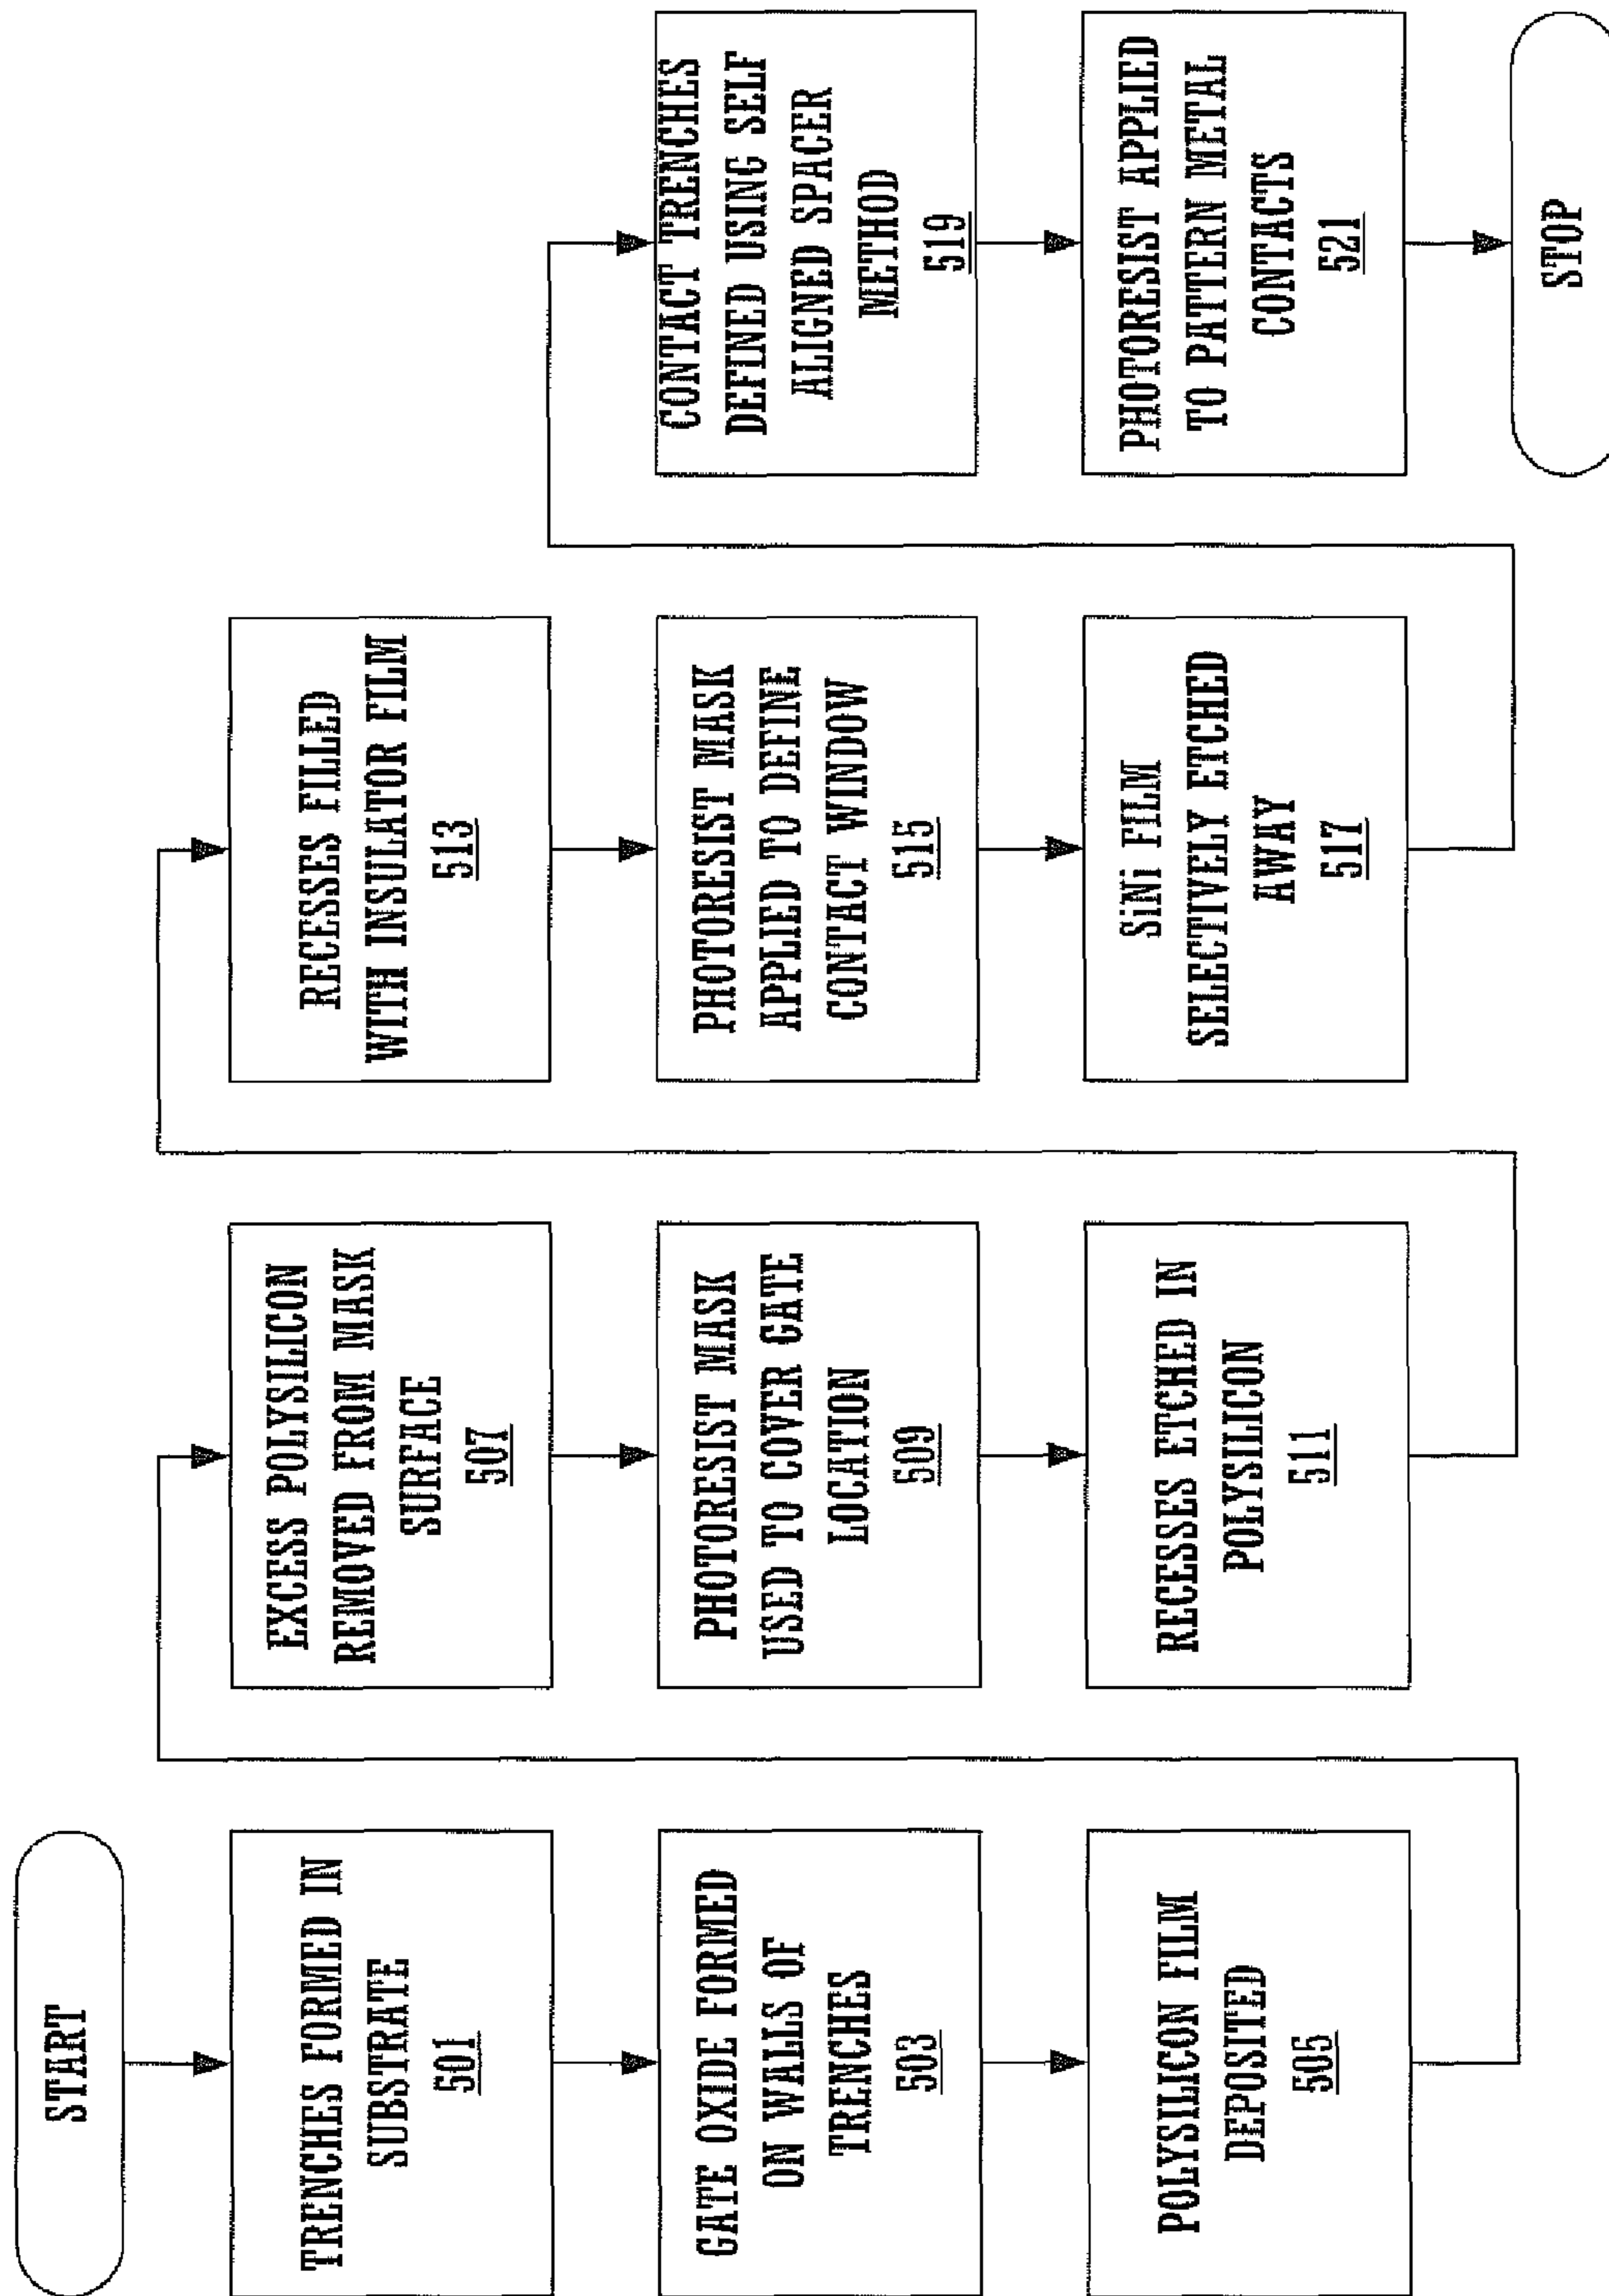 START
TRENCHES FORMED IN
SUBSTRATE
501
GATE OXIDE FORMED
ON WALLS OF
TRENCHES
503
POLYSILICON FILM
DEPOSITED
505
EXCESS POLYSILICON
REMOVED FROM MASK
SURFACE
507
PHOTORESIST MASK
USED TO COVER GATE
LOCATION
509
RECESSES ETCHED IN
POLYSILICON
511
RECESSES FILLED
WITH INSULATOR FILM
513
PHOTORESIST MASK
APPLIED TO DEFINE
CONTACT WINDOW
515
SiNi FILM
SELECTIVELY ETCHED
AWAY
517
CONTACT TRENCHES
DEFINED USING SELF
ALIGNED SPACER
METHOD
519
PHOTORESIST APPLIED
TO PATTERN METAL
CONTACTS
521
STOP